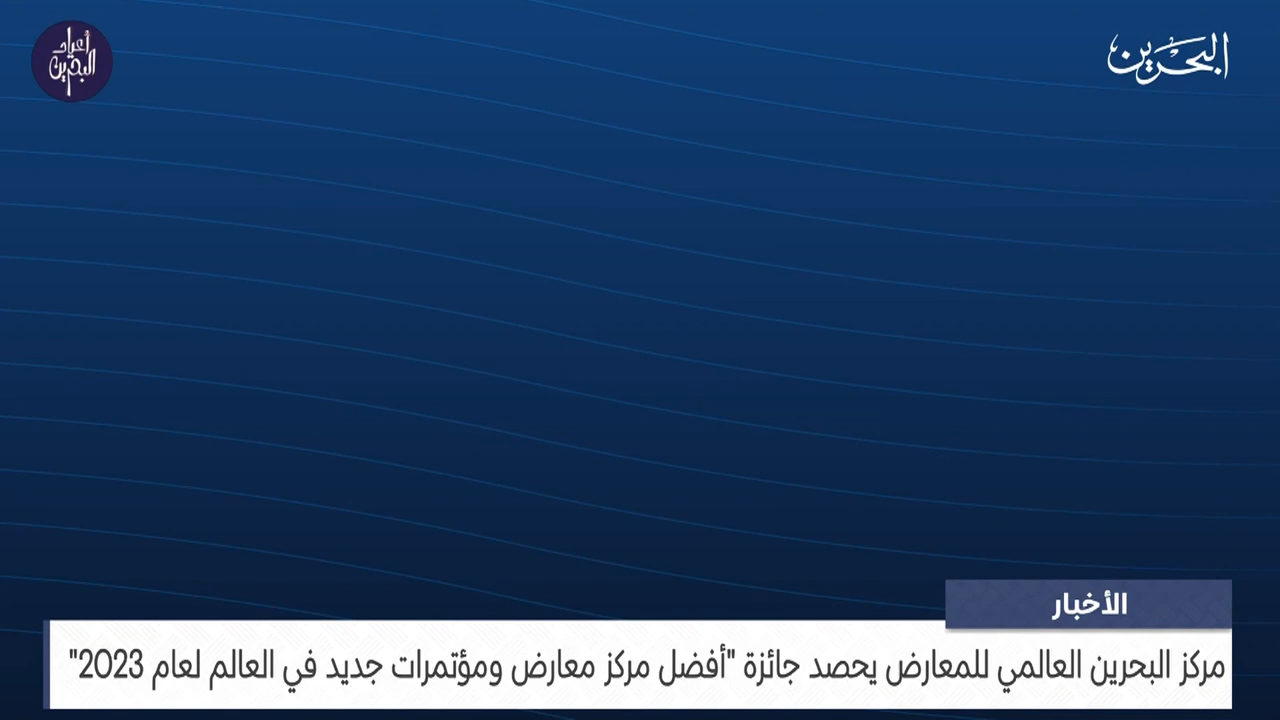 البحرين
أعياد
البحرين
الأخبار
مركز البحرين العالمي للمعارض يحصد جائزة "أفضل مركز معارض ومؤتمرات جديد في العالم لعام 2023"